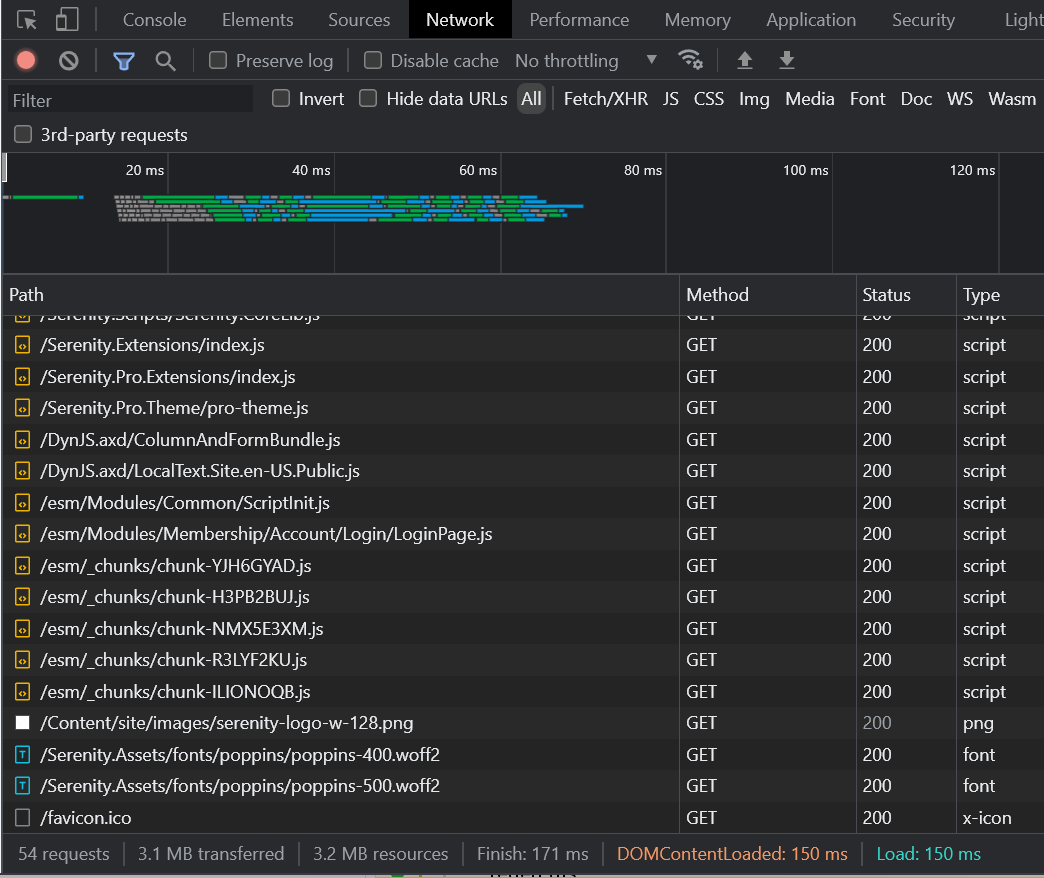 Console Elements Sources Network Performance Memory Application Security Light
Preserve log Disable cache No throttling
Filter Invert Hide data URLs All Fetch/XHR JS CSS Img Media Font Doc WS Wasm
3rd-party requests
20 ms 40 ms 60 ms 80 ms 100 ms 120 ms
Path Method Status Type
/Serenity.Scripts/Serenity.CoreLib.js GET 200 script
/Serenity.Extensions/index.js GET 200 script
/Serenity.Pro.Extensions/index.js GET 200 script
/Serenity.Pro.Theme/pro-theme.js GET 200 script
/DynJS.axd/ColumnAndFormBundle.js GET 200 script
/DynJS.axd/LocalText.Site.en-US.Public.js GET 200 script
/esm/Modules/Common/ScriptInit.js GET 200 script
/esm/Modules/Membership/Account/Login/LoginPage.js GET 200 script
/esm/_chunks/chunk-YJH6GYAD.js GET 200 script
/esm/_chunks/chunk-H3PB2BUJ.js GET 200 script
/esm/_chunks/chunk-NMX5E3XM.js GET 200 script
/esm/_chunks/chunk-R3LYF2KU.js GET 200 script
/esm/_chunks/chunk-ILIONOQB.js GET 200 script
/Content/site/images/serenity-logo-w-128.png GET 200 png
/Serenity.Assets/fonts/poppins/poppins-400.woff2 GET 200 font
/Serenity.Assets/fonts/poppins/poppins-500.woff2 GET 200 font
/favicon.ico GET 200 x-icon
54 requests 3.1 MB transferred 3.2 MB resources Finish: 171 ms DOMContentLoaded: 150 ms Load: 150 ms